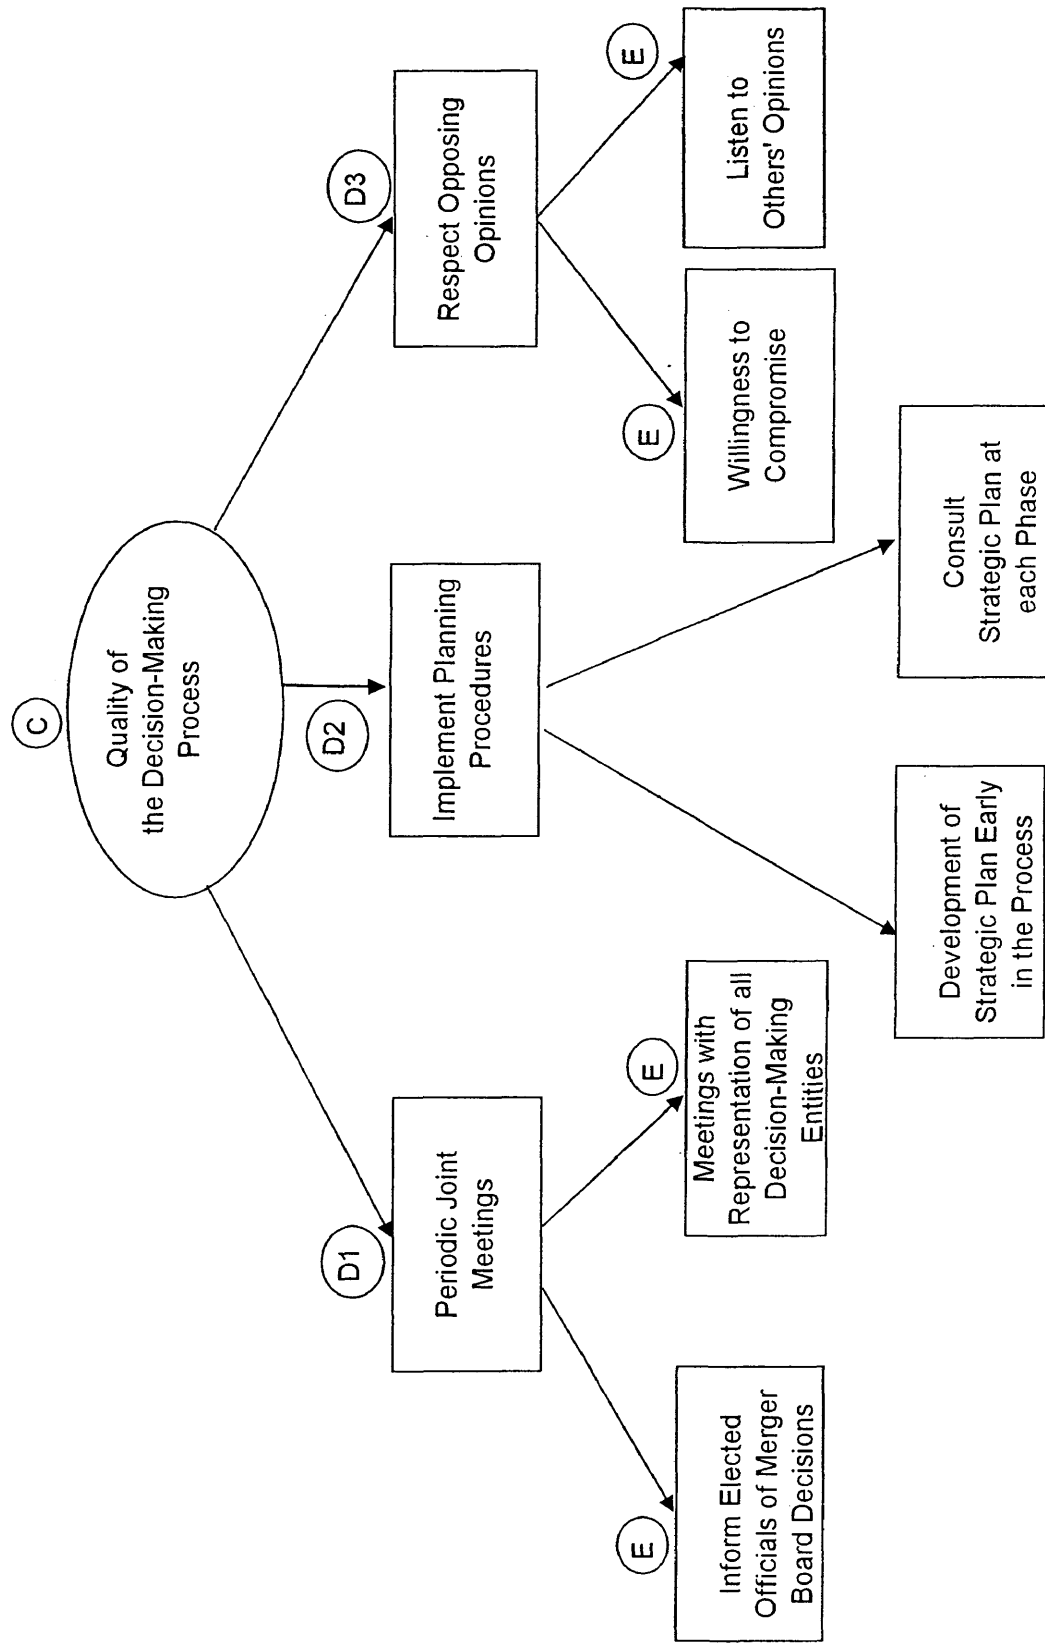 C
Quality of
the Decision-Making
Process
D1
D2
D3
Periodic Joint
Meetings
Implement Planning
Procedures
Respect Opposing
Opinions
E
E
E
E
Inform Elected
Officials of Merger
Board Decisions
Meetings with
Representation of all
Decision-Making
Entities
Willingness to
Compromise
Listen to
Others' Opinions
Development of
Strategic Plan Early
in the Process
Consult
Strategic Plan at
each Phase